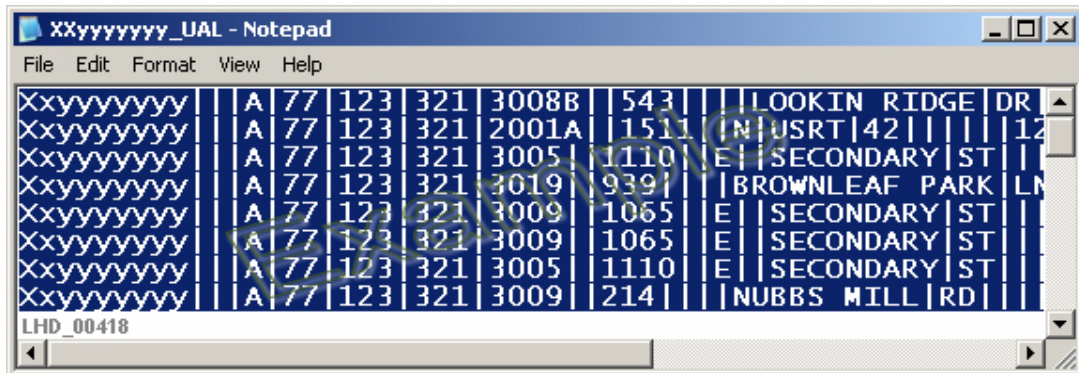 XXyyyyyyy_UAL - Notepad
File Edit Format View Help
Xxyyyyyyy|||A|77|123|321|3008B||543||||LOOKIN RIDGE|DR|
Xxyyyyyyy|||A|77|123|321|2001A||1511||N|USRT|42||||||12
Xxyyyyyyy|||A|77|123|321|3005||1110||E||SECONDARY|ST|||
Xxyyyyyyy|||A|77|123|321|3019||939||||BROWNLEAF PARK|LN
Xxyyyyyyy|||A|77|123|321|3009||1065||E||SECONDARY|ST|||
Xxyyyyyyy|||A|77|123|321|3009||1065||E||SECONDARY|ST|||
Xxyyyyyyy|||A|77|123|321|3005||1110||E||SECONDARY|ST|||
Xxyyyyyyy|||A|77|123|321|3009||214||||NUBBS MILL|RD|||
Example
LHD_00418